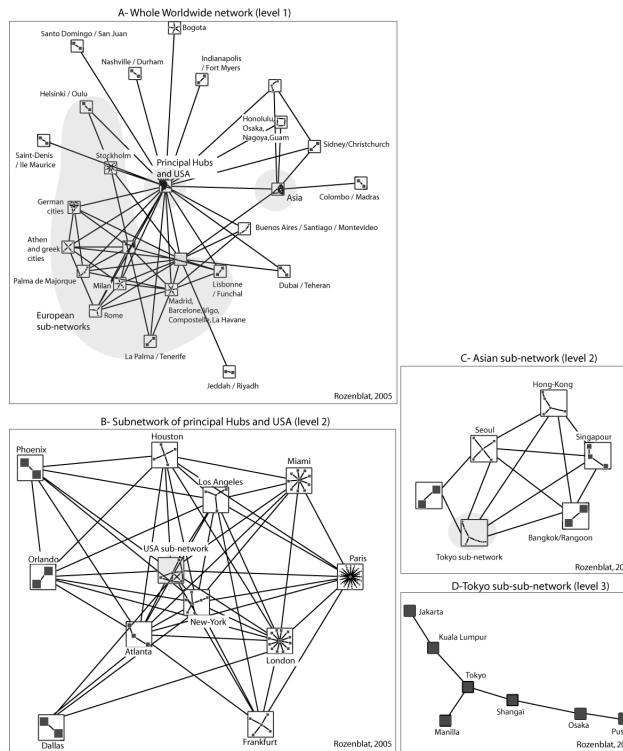 A- Whole Worldwide network (level 1)
Bogota
Santo Domingo / San Juan
Nashville / Durham
Indianapolis
/ Fort Myers
Helsinki / Oulu
Honolulu,
Osaka,
Nagoya,Guam
Sidney/Christchurch
Saint-Denis
/ Ile Maurice
Stockholm
Principal Hubs
and USA
Asia
Colombo / Madras
German
cities
Buenos Aires / Santiago / Montevideo
Athen
and greek
cities
Palma de Majorque
Milan
Lisbonne
/ Funchal
Dubai / Teheran
Madrid,
Barcelone,Vigo,
Compostelle, La Havane
European
sub-networks
Rome
La Palma / Tenerife
Jeddah / Riyadh
Rozenblat, 2005
B- Subnetwork of principal Hubs and USA (level 2)
Houston
Phoenix
Miami
Los Angeles
USA sub-network
Orlando
Paris
New-York
Atlanta
London
Dallas
Frankfurt
Rozenblat, 2005
C- Asian sub-network (level 2)
Hong-Kong
Seoul
Singapour
Bangkok/Rangoon
Tokyo sub-network
Rozenblat, 20
D-Tokyo sub-sub-network (level 3)
Jakarta
Kuala Lumpur
Tokyo
Shangaï
Manilla
Osaka
Pus
Rozenblat, 20